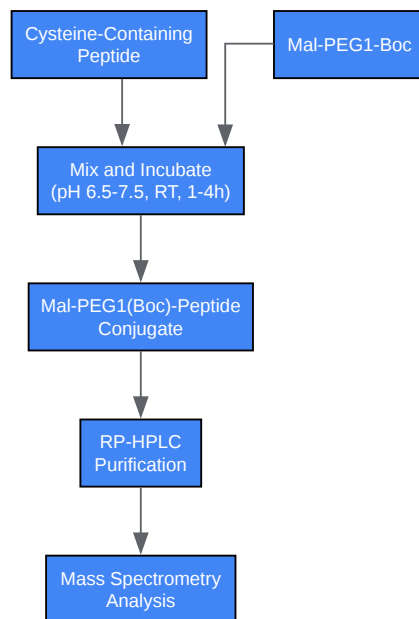 Cysteine-Containing
Peptide
Mal-PEG1-Boc
Mix and Incubate
(pH 6.5-7.5, RT, 1-4h)
Mal-PEG1(Boc)-Peptide
Conjugate
RP-HPLC
Purification
Mass Spectrometry
Analysis